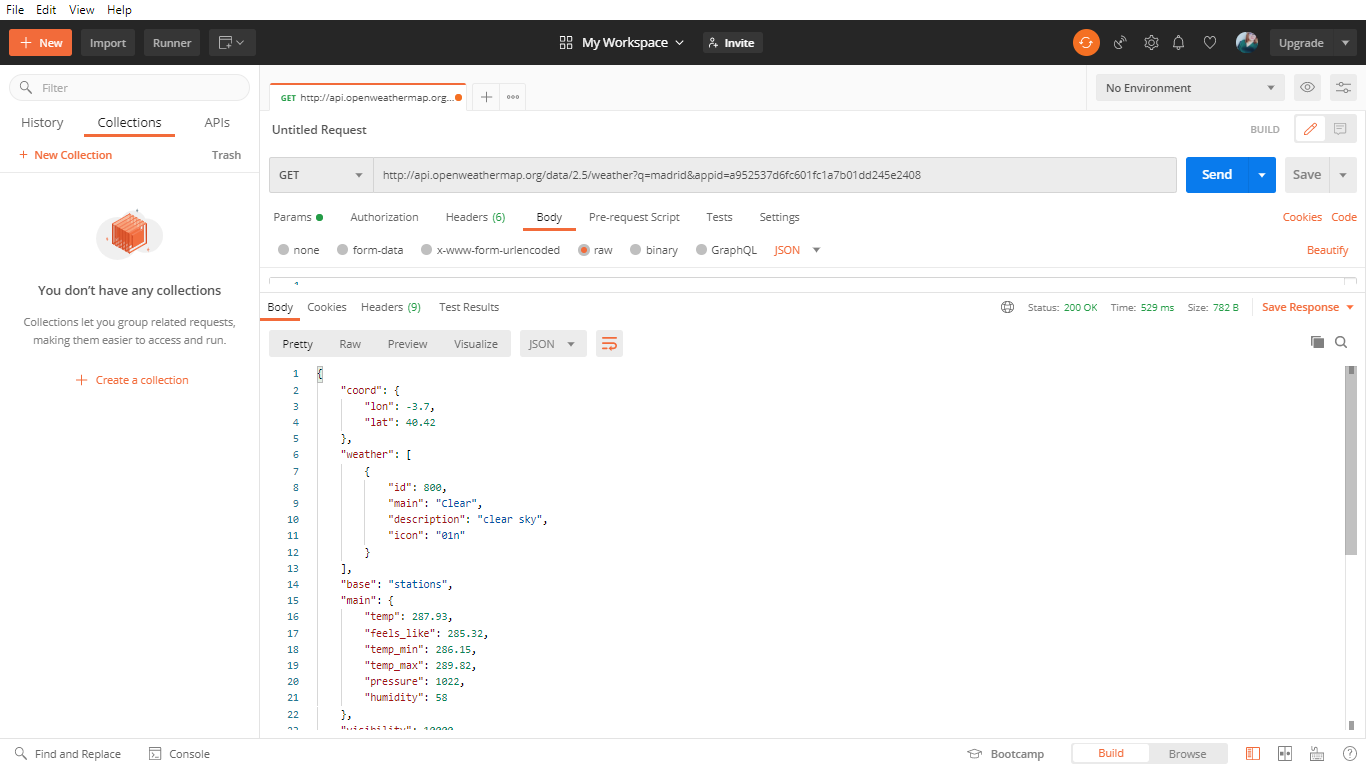 File Edit View Help
New Import Runner My Workspace Invite Upgrade
Filter
History Collections APIs
New Collection Trash
You don’t have any collections
Collections let you group related requests,
making them easier to access and run.
Create a collection
GET http://api.openweathermap.org... No Environment
Untitled Request BUILD
GET http://api.openweathermap.org/data/2.5/weather?q=madrid&appid=a952537d6fc601fc1a7b01dd245e2408 Send Save
Params Authorization Headers (6) Body Pre-request Script Tests Settings Cookies Code
none form-data x-www-form-urlencoded raw binary GraphQL JSON Beautify
1
Body Cookies Headers (9) Test Results Status: 200 OK Time: 529 ms Size: 782 B Save Response
Pretty Raw Preview Visualize JSON
1 {
2 "coord": {
3 "lon": -3.7,
4 "lat": 40.42
5 },
6 "weather": [
7 {
8 "id": 800,
9 "main": "Clear",
10 "description": "clear sky",
11 "icon": "01n"
12 }
13 ],
14 "base": "stations",
15 "main": {
16 "temp": 287.93,
17 "feels_like": 285.32,
18 "temp_min": 286.15,
19 "temp_max": 289.82,
20 "pressure": 1022,
21 "humidity": 58
22 },
23 "visibility": 10000
Find and Replace Console Bootcamp Build Browse